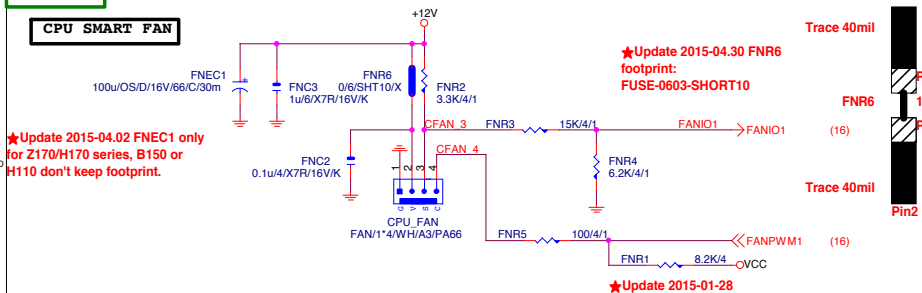 CPU SMART FAN
+12V
FNEC1
100u/OS/D/16V/66/C/30m
FNC3
1u/6/X7R/16V/K
FNR6
0/6/SHT10/X
FNR2
3.3K/4/1
★Update 2015-04.30 FNR6
footprint:
FUSE-0603-SHORT10
Trace 40mil
FNR6
1
★Update 2015-04.02 FNEC1 only
for Z170/H170 series, B150 or
H110 don't keep footprint.
CFAN_3
FNR3
15K/4/1
FANIO1
FANIO1
(16)
FNC2
0.1u/4/X7R/16V/K
CFAN_4
1
2
3
4
G
V
S
C
FNR4
6.2K/4/1
Trace 40mil
Pin2
CPU_FAN
FAN/1*4/WH/A3/PA66
FNR5
100/4/1
FANPWM1
(16)
FNR1
8.2K/4
VCC
★Update 2015-01-28